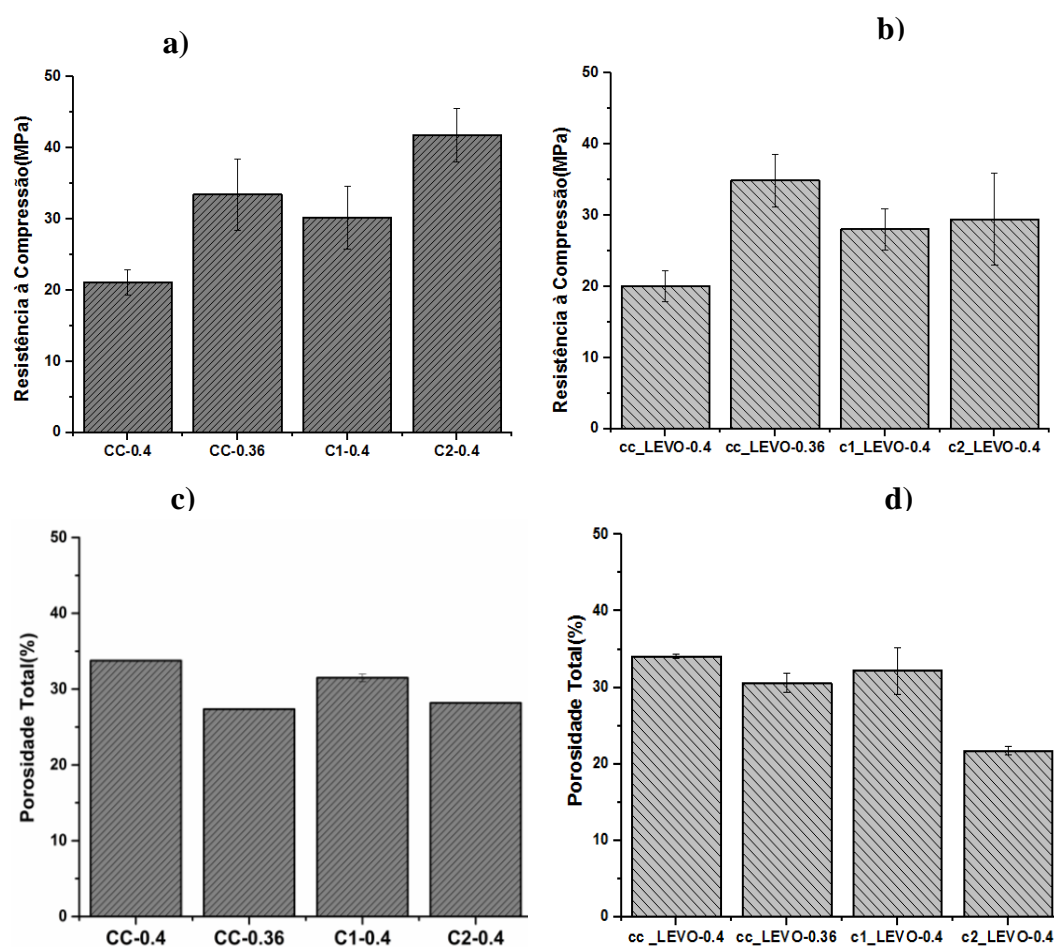 a)
Resistência à Compressão(MPa)
50
40
30
20
10
0
CC-0.4 CC-0.36 C1-0.4 C2-0.4
b)
Resistência à Compressão(MPa)
50
40
30
20
10
0
cc_LEVO-0.4 cc_LEVO-0.36 c1_LEVO-0.4 c2_LEVO-0.4
c)
Porosidade Total(%)
50
40
30
20
10
0
CC-0.4 CC-0.36 C1-0.4 C2-0.4
d)
Porosidade Total(%)
50
40
30
20
10
0
cc _LEVO-0.4 cc_LEVO-0.36 c1_LEVO-0.4 c2_LEVO-0.4